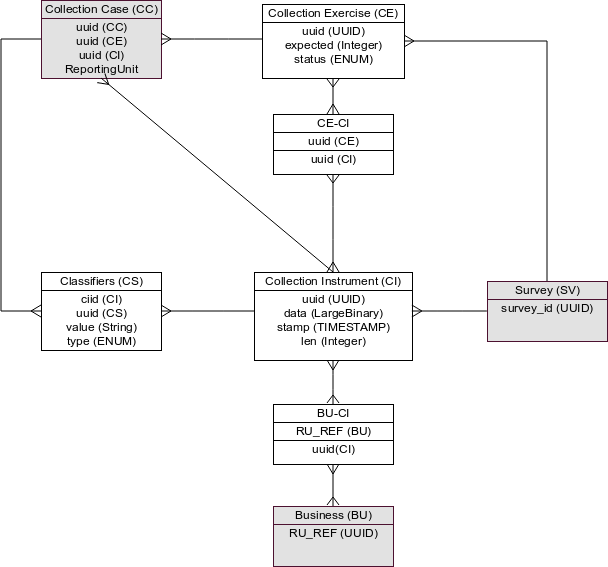 Collection Case (CC)
uuid (CC)
uuid (CE)
uuid (CI)
ReportingUnit
Collection Exercise (CE)
uuid (UUID)
expected (Integer)
status (ENUM)
CE-CI
uuid (CE)
uuid (CI)
Classifiers (CS)
ciid (CI)
uuid (CS)
value (String)
type (ENUM)
Collection Instrument (CI)
uuid (UUID)
data (LargeBinary)
stamp (TIMESTAMP)
len (Integer)
Survey (SV)
survey_id (UUID)
BU-CI
RU_REF (BU)
uuid(CI)
Business (BU)
RU_REF (UUID)